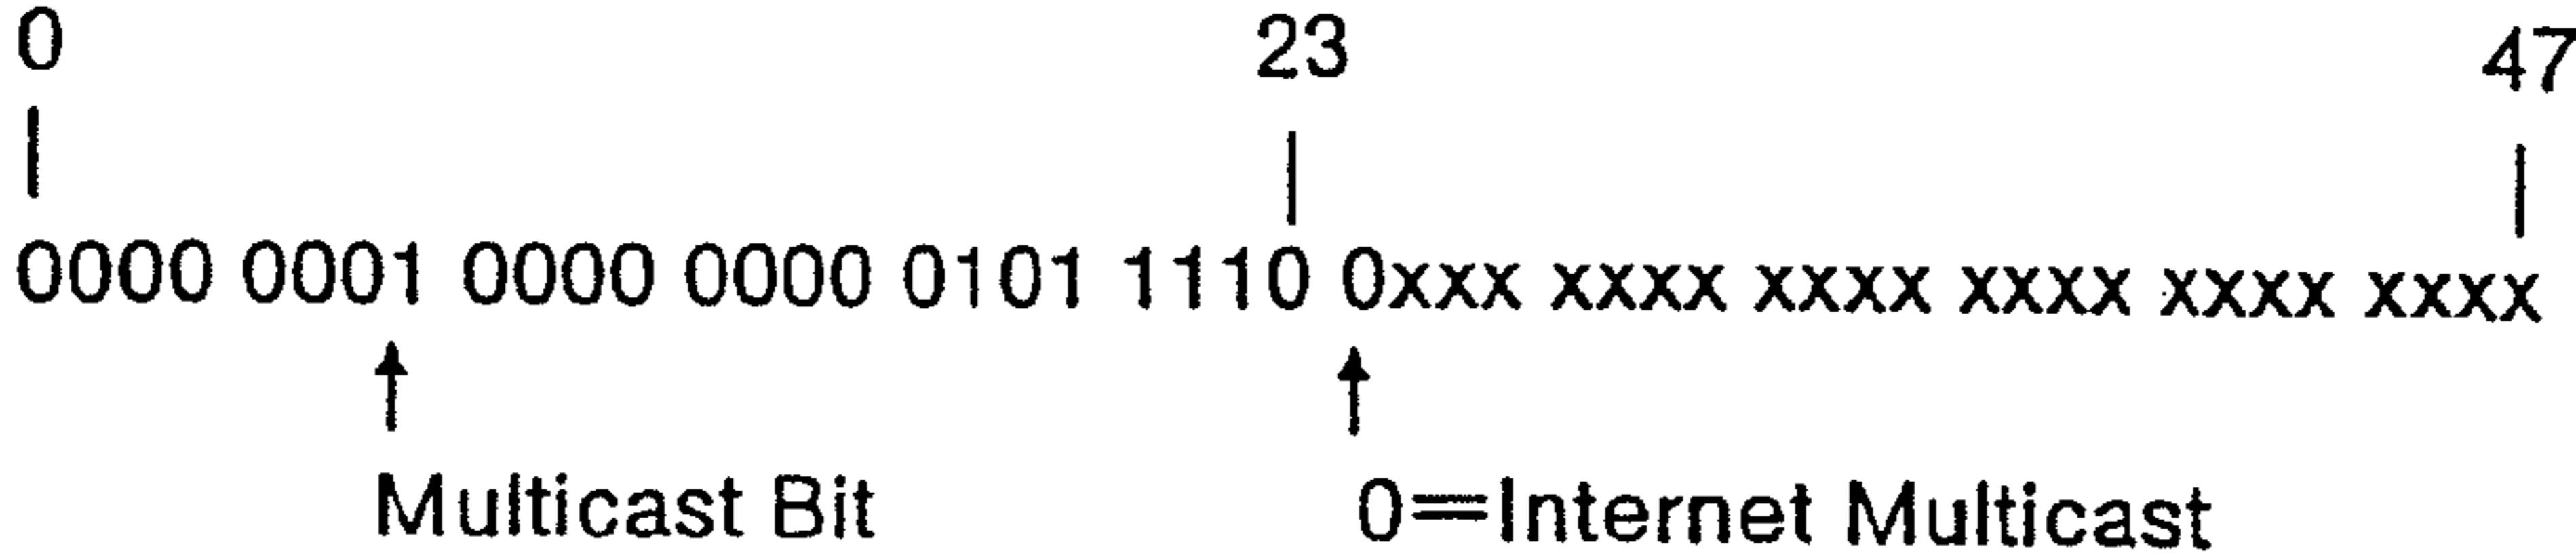 0 23 47
0000 0001 0000 0000 0101 1110 0xxx xxxx xxxx xxxx xxxx xxxx
Multicast Bit 0=Internet Multicast